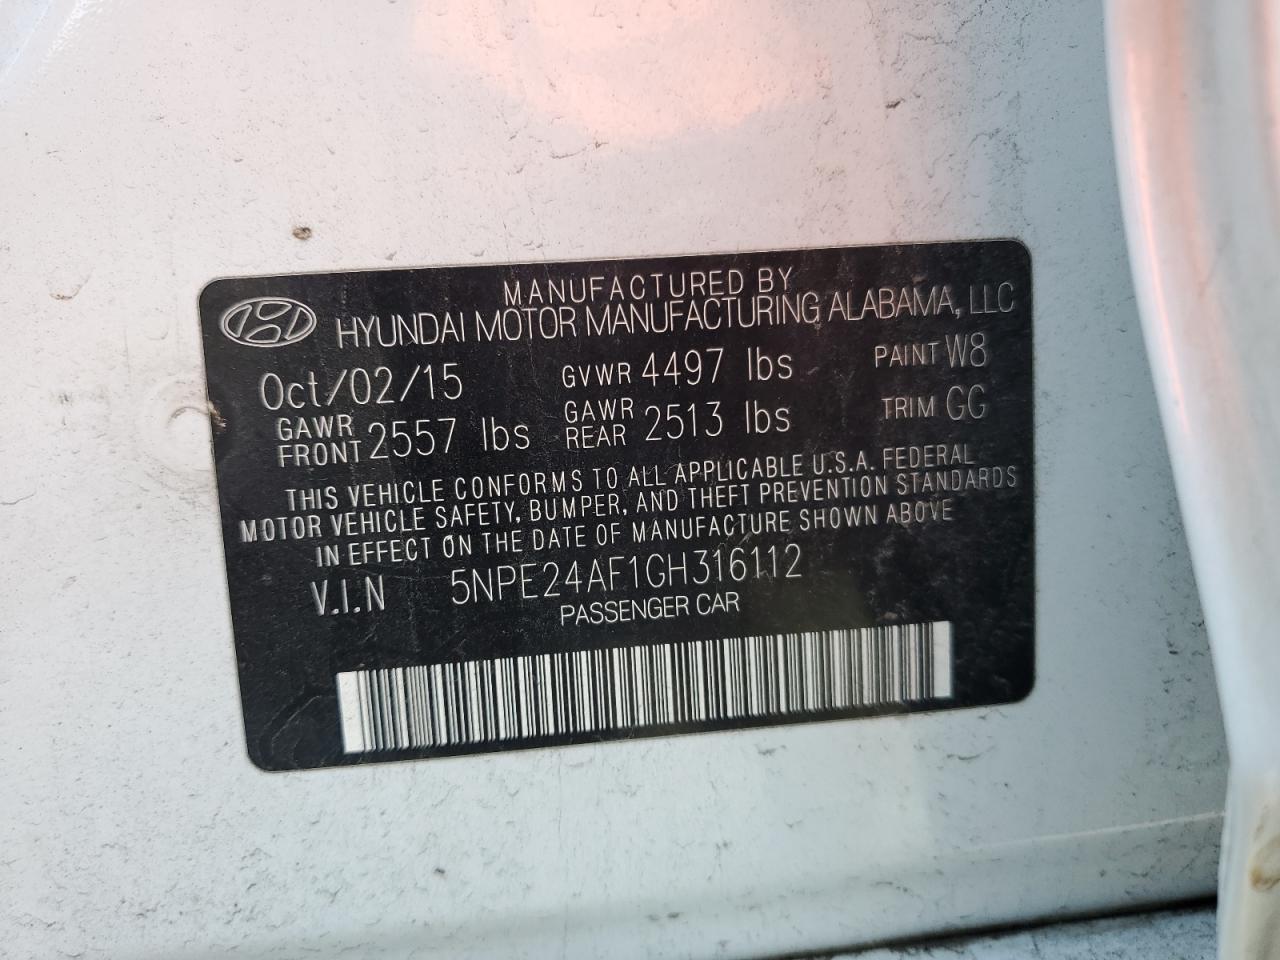 MANUFACTURED BY
HYUNDAI MOTOR MANUFACTURING ALABAMA, LLC
Oct/02/15 GVWR 4497 lbs PAINT W8
GAWR FRONT 2557 lbs GAWR REAR 2513 lbs TRIM GG
THIS VEHICLE CONFORMS TO ALL APPLICABLE U.S.A. FEDERAL
MOTOR VEHICLE SAFETY, BUMPER, AND THEFT PREVENTION STANDARDS
IN EFFECT ON THE DATE OF MANUFACTURE SHOWN ABOVE
V.I.N 5NPE24AF1GH316112
PASSENGER CAR